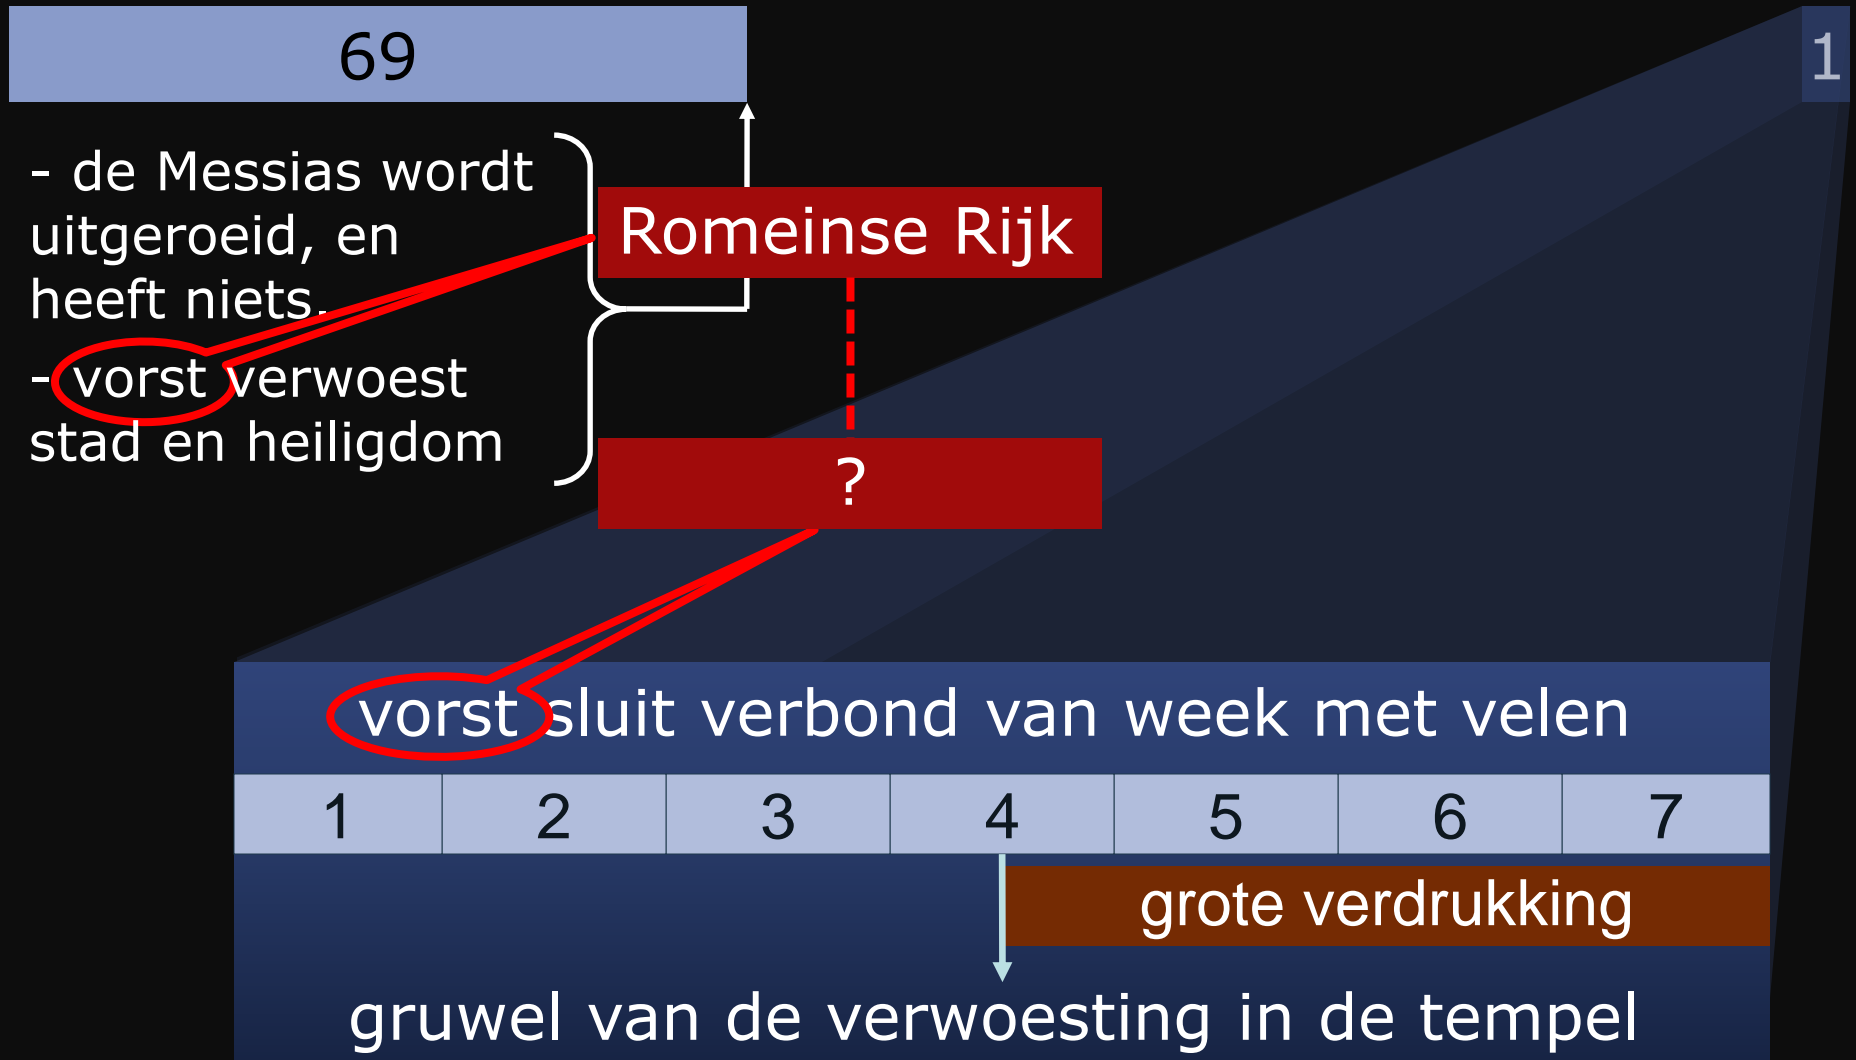 69
1
- de Messias wordt
uitgeroeid, en
heeft niets.
Romeinse Rijk
- vorst verwoest
stad en heiligdom
?
vorst sluit verbond van week met velen
1 2 3 4 5 6 7
grote verdrukking
gruwel van de verwoesting in de tempel